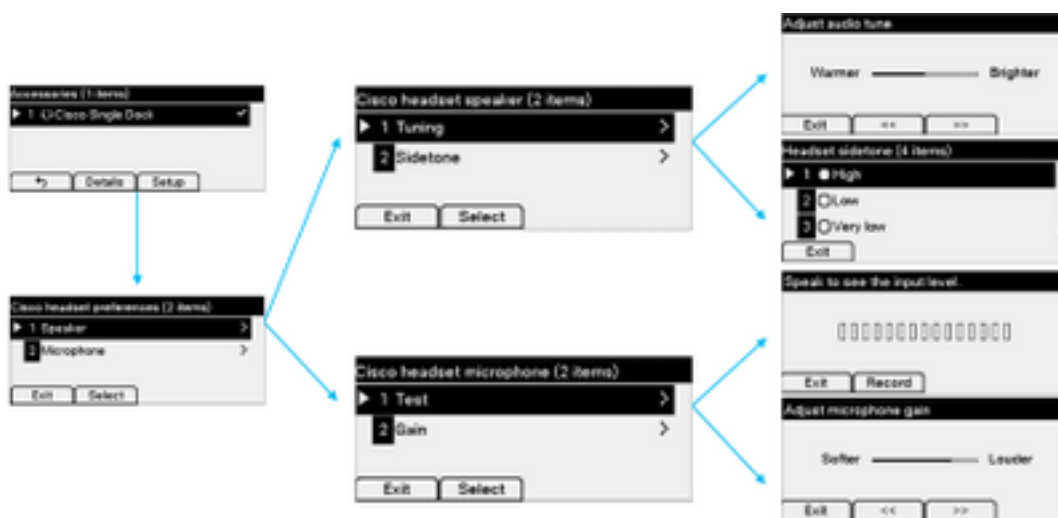 Accessories (1 items)
1 Cisco Single Dock
Details Setup
Cisco headset preferences (2 items)
1 Speaker >
2 Microphone >
Exit Select
Cisco headset speaker (2 items)
1 Tuning >
2 Sidetone >
Exit Select
Cisco headset microphone (2 items)
1 Test >
2 Gain >
Exit Select
Adjust audio tune
Warmer Brighter
Exit << >>
Headset sidetone (4 items)
1 High
2 Low
3 Very low
Exit
Speak to see the input level.
Exit Record
Adjust microphone gain
Softer Louder
Exit << >>